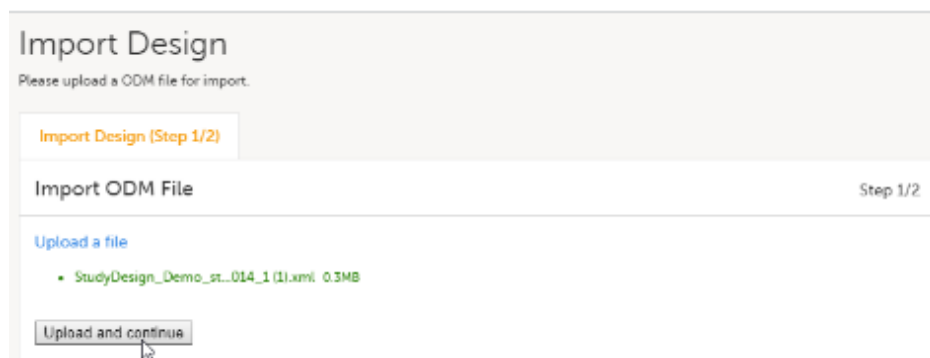 Import Design
Please upload a ODM file for import.
Import Design (Step 1/2)
Import ODM File
Step 1/2
Upload a file
StudyDesign_Demo_st...014_1 (1).xml 0.3MB
Upload and continue